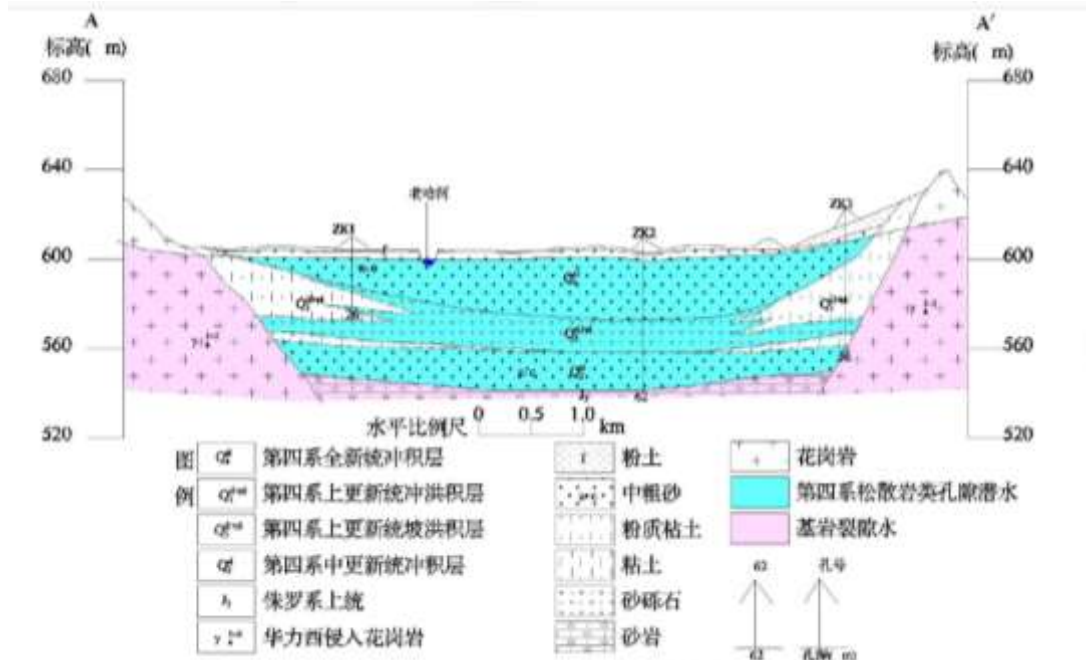 A A′
标高( m) 标高( m)
680 680
640 640
老哈河
ZK1 ZK2 ZK3
600 600
560 560
62
水平比例尺 0 0.5 1.0 km
520 520
图例
第四系全新统冲积层
第四系上更新统冲洪积层
第四系上更新统坡洪积层
第四系中更新统冲积层
侏罗系上统
华力西侵入花岗岩
粉土
中粗砂
粉质粘土
粘土
砂砾石
砂岩
花岗岩
第四系松散岩类孔隙潜水
基岩裂隙水
63 孔号
62